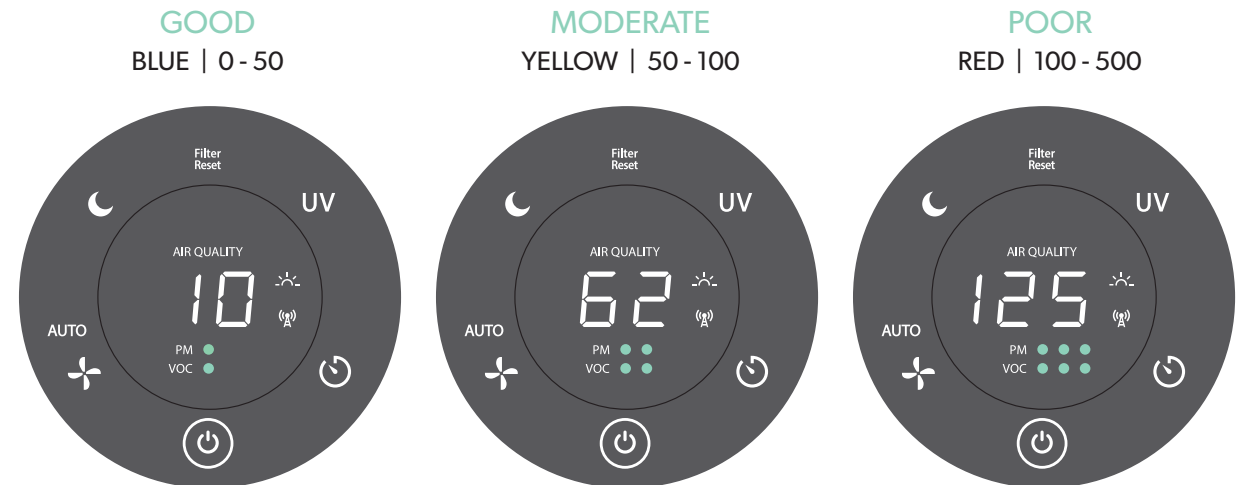 GOOD
BLUE | 0 - 50
Filter
Reset
UV
AIR QUALITY
10
AUTO
PM
VOC
MODERATE
YELLOW | 50 - 100
Filter
Reset
UV
AIR QUALITY
62
AUTO
PM
VOC
POOR
RED | 100 - 500
Filter
Reset
UV
AIR QUALITY
125
AUTO
PM
VOC